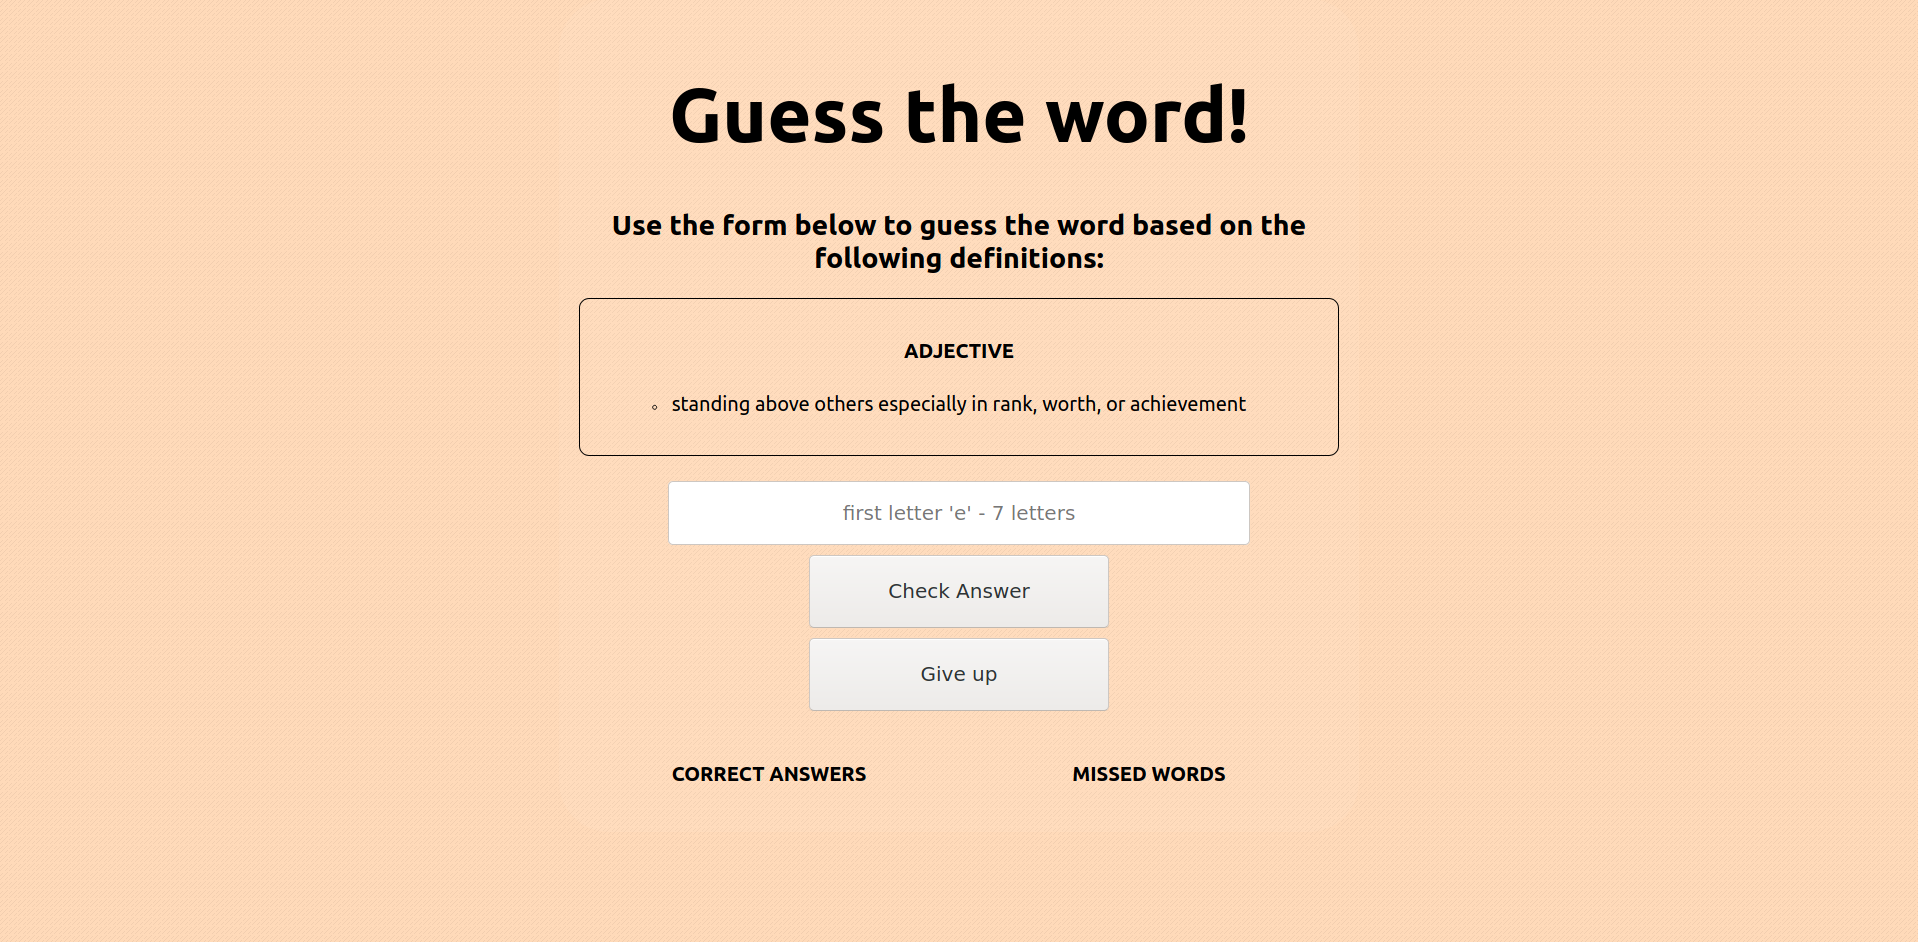 Guess the word!
Use the form below to guess the word based on the
following definitions:
ADJECTIVE
standing above others especially in rank, worth, or achievement
first letter 'e' - 7 letters
Check Answer
Give up
CORRECT ANSWERS
MISSED WORDS